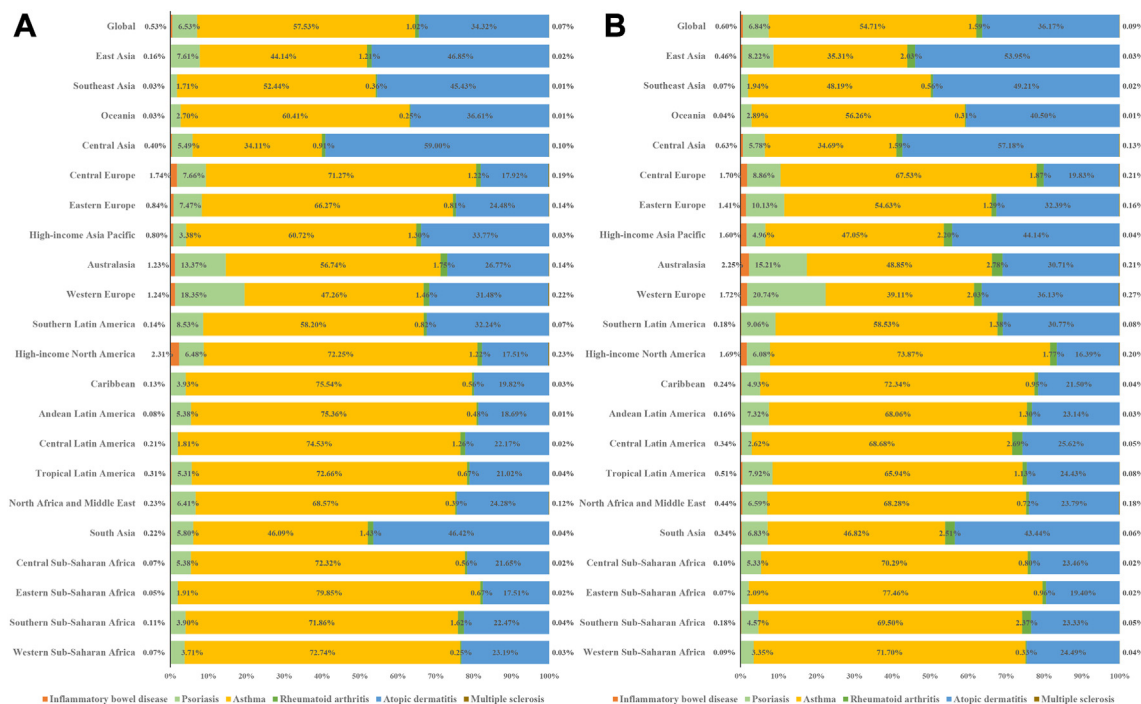 A
Global 0.53% 6.53% 57.53% 1.02% 34.32% 0.07%
East Asia 0.16% 7.61% 44.14% 1.21% 46.85% 0.02%
Southeast Asia 0.03% 1.71% 52.44% 0.36% 45.43% 0.01%
Oceania 0.03% 2.70% 60.41% 0.25% 36.61% 0.01%
Central Asia 0.40% 5.49% 34.11% 0.91% 59.00% 0.10%
Central Europe 1.74% 7.66% 71.27% 1.22% 17.92% 0.19%
Eastern Europe 0.84% 7.47% 66.27% 0.81% 24.48% 0.14%
High-income Asia Pacific 0.80% 3.38% 60.72% 1.30% 33.77% 0.03%
Australasia 1.23% 13.37% 56.74% 1.75% 26.77% 0.14%
Western Europe 1.24% 18.35% 47.26% 1.46% 31.48% 0.22%
Southern Latin America 0.14% 8.53% 58.20% 0.82% 32.24% 0.07%
High-income North America 2.31% 6.48% 72.25% 1.22% 17.51% 0.23%
Caribbean 0.13% 3.93% 75.54% 0.56% 19.82% 0.03%
Andean Latin America 0.08% 5.38% 75.36% 0.48% 18.69% 0.01%
Central Latin America 0.21% 1.81% 74.53% 1.26% 22.17% 0.02%
Tropical Latin America 0.31% 5.31% 72.66% 0.67% 21.02% 0.04%
North Africa and Middle East 0.23% 6.41% 68.57% 0.39% 24.28% 0.12%
South Asia 0.22% 5.80% 46.09% 1.43% 46.42% 0.04%
Central Sub-Saharan Africa 0.07% 5.38% 72.32% 0.56% 21.65% 0.02%
Eastern Sub-Saharan Africa 0.05% 1.91% 79.85% 0.67% 17.51% 0.02%
Southern Sub-Saharan Africa 0.11% 3.90% 71.86% 1.62% 22.47% 0.04%
Western Sub-Saharan Africa 0.07% 3.71% 72.74% 0.25% 23.19% 0.03%
0% 10% 20% 30% 40% 50% 60% 70% 80% 90% 100%
Inflammatory bowel disease Psoriasis Asthma Rheumatoid arthritis Atopic dermatitis Multiple sclerosis
B
Global 0.60% 6.84% 54.71% 1.59% 36.17% 0.09%
East Asia 0.46% 8.22% 35.31% 2.03% 53.95% 0.03%
Southeast Asia 0.07% 1.94% 48.19% 0.56% 49.21% 0.02%
Oceania 0.04% 2.89% 56.26% 0.31% 40.50% 0.01%
Central Asia 0.63% 5.78% 34.69% 1.59% 57.18% 0.13%
Central Europe 1.70% 8.86% 67.53% 1.87% 19.83% 0.21%
Eastern Europe 1.41% 10.13% 54.63% 1.29% 32.39% 0.16%
High-income Asia Pacific 1.60% 4.96% 47.05% 2.20% 44.14% 0.04%
Australasia 2.25% 15.21% 48.85% 2.78% 30.71% 0.21%
Western Europe 1.72% 20.74% 39.11% 2.03% 36.13% 0.27%
Southern Latin America 0.18% 9.06% 58.53% 1.38% 30.77% 0.08%
High-income North America 1.69% 6.08% 73.87% 1.77% 16.39% 0.20%
Caribbean 0.24% 4.93% 72.34% 0.95% 21.50% 0.04%
Andean Latin America 0.16% 7.32% 68.06% 1.30% 23.14% 0.03%
Central Latin America 0.34% 2.62% 68.68% 2.69% 25.62% 0.05%
Tropical Latin America 0.51% 7.92% 65.94% 1.13% 24.43% 0.08%
North Africa and Middle East 0.44% 6.59% 68.28% 0.72% 23.79% 0.18%
South Asia 0.34% 6.83% 46.82% 2.51% 43.44% 0.06%
Central Sub-Saharan Africa 0.10% 5.33% 70.29% 0.80% 23.46% 0.02%
Eastern Sub-Saharan Africa 0.07% 2.09% 77.46% 0.96% 19.40% 0.02%
Southern Sub-Saharan Africa 0.18% 4.57% 69.50% 2.37% 23.33% 0.05%
Western Sub-Saharan Africa 0.09% 3.35% 71.70% 0.33% 24.49% 0.04%
0% 10% 20% 30% 40% 50% 60% 70% 80% 90% 100%
Inflammatory bowel disease Psoriasis Asthma Rheumatoid arthritis Atopic dermatitis Multiple sclerosis